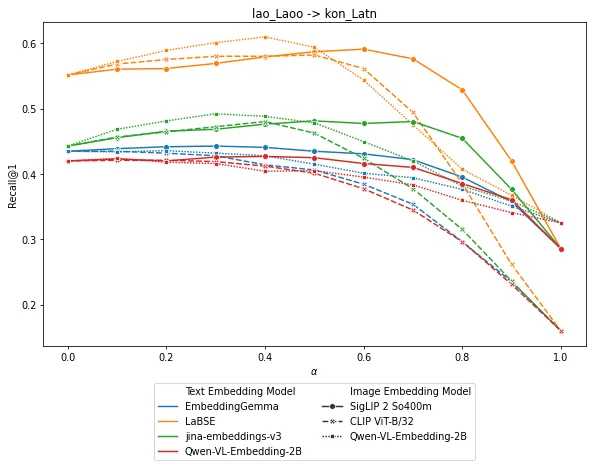 lao_Laoo -> kon_Latn
0.6
0.5
0.4
0.3
0.2
Recall@1
0.0 0.2 0.4 0.6 0.8 1.0
α
Text Embedding Model Image Embedding Model
EmbeddingGemma SigLIP 2 So400m
LaBSE CLIP ViT-B/32
jina-embeddings-v3 Qwen-VL-Embedding-2B
Qwen-VL-Embedding-2B